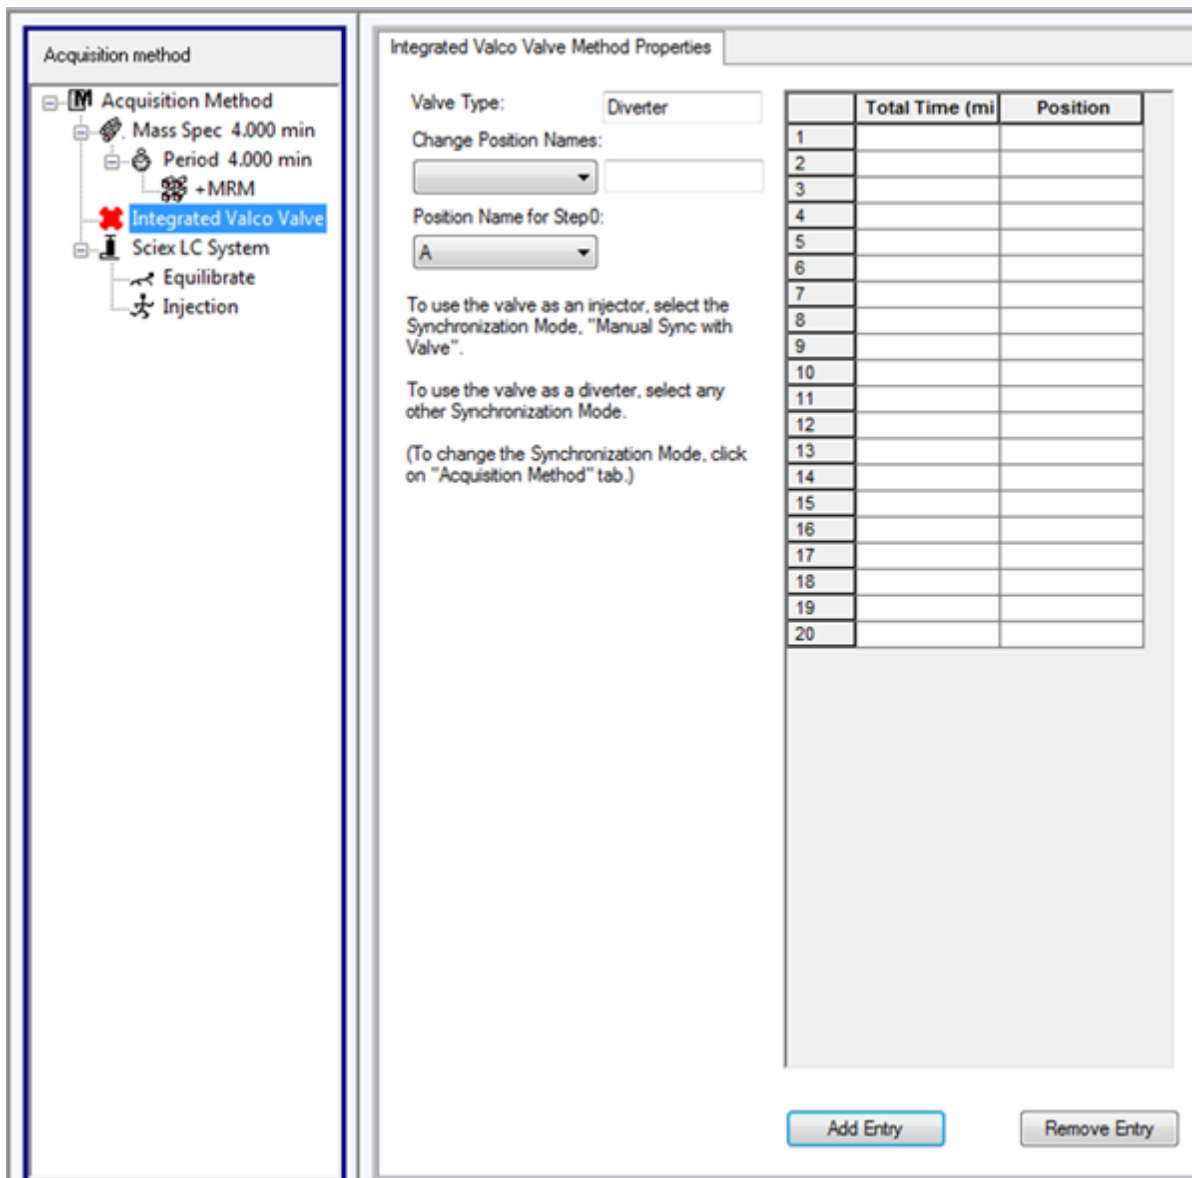 Acquisition method
Acquisition Method
Mass Spec 4.000 min
Period 4.000 min
+MRM
Integrated Valco Valve
Sciex LC System
Equilibrate
Injection
Integrated Valco Valve Method Properties
Valve Type:
Diverter
Change Position Names:
Position Name for Step0:
A
To use the valve as an injector, select the
Synchronization Mode, "Manual Sync with
Valve".
To use the valve as a diverter, select any
other Synchronization Mode.
(To change the Synchronization Mode, click
on "Acquisition Method" tab.)
Total Time (mi Position
1
2
3
4
5
6
7
8
9
10
11
12
13
14
15
16
17
18
19
20
Add Entry Remove Entry